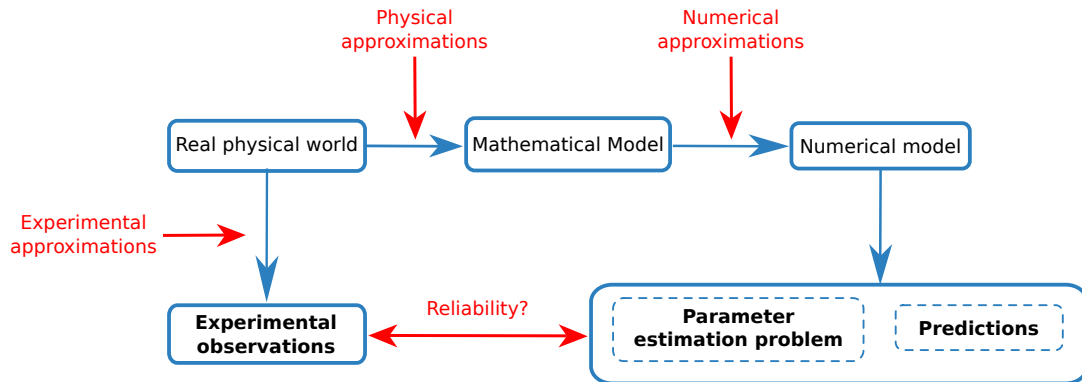 Physical
approximations
Numerical
approximations
Real physical world
Mathematical Model
Numerical model
Experimental
approximations
Experimental
observations
Reliability?
Parameter
estimation problem
Predictions